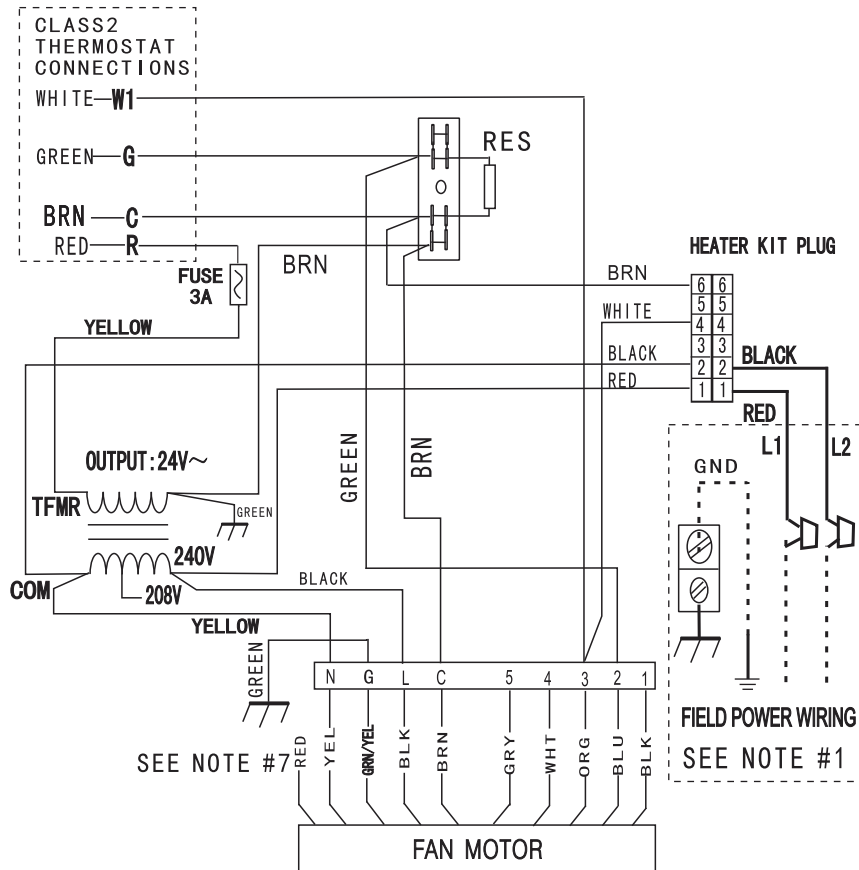 CLASS2
THERMOSTAT
CONNECTIONS
WHITE W1
GREEN G
BRN C
RED R
RES
BRN
FUSE
3A
YELLOW
HEATER KIT PLUG
BRN
WHITE
BLACK
RED
6 6
5 5
4 4
3 3
2 2
1 1
BLACK
RED
L1
L2
GND
OUTPUT:24V~
TFMR
GREEN
GREEN
BRN
240V
COM
208V
BLACK
YELLOW
GREEN
N G L C 5 4 3 2 1
FIELD POWER WIRING
SEE NOTE #1
SEE NOTE #7
RED
YEL
GRN/YEL
BLK
BRN
GRY
WHT
ORG
BLU
BLK
FAN MOTOR